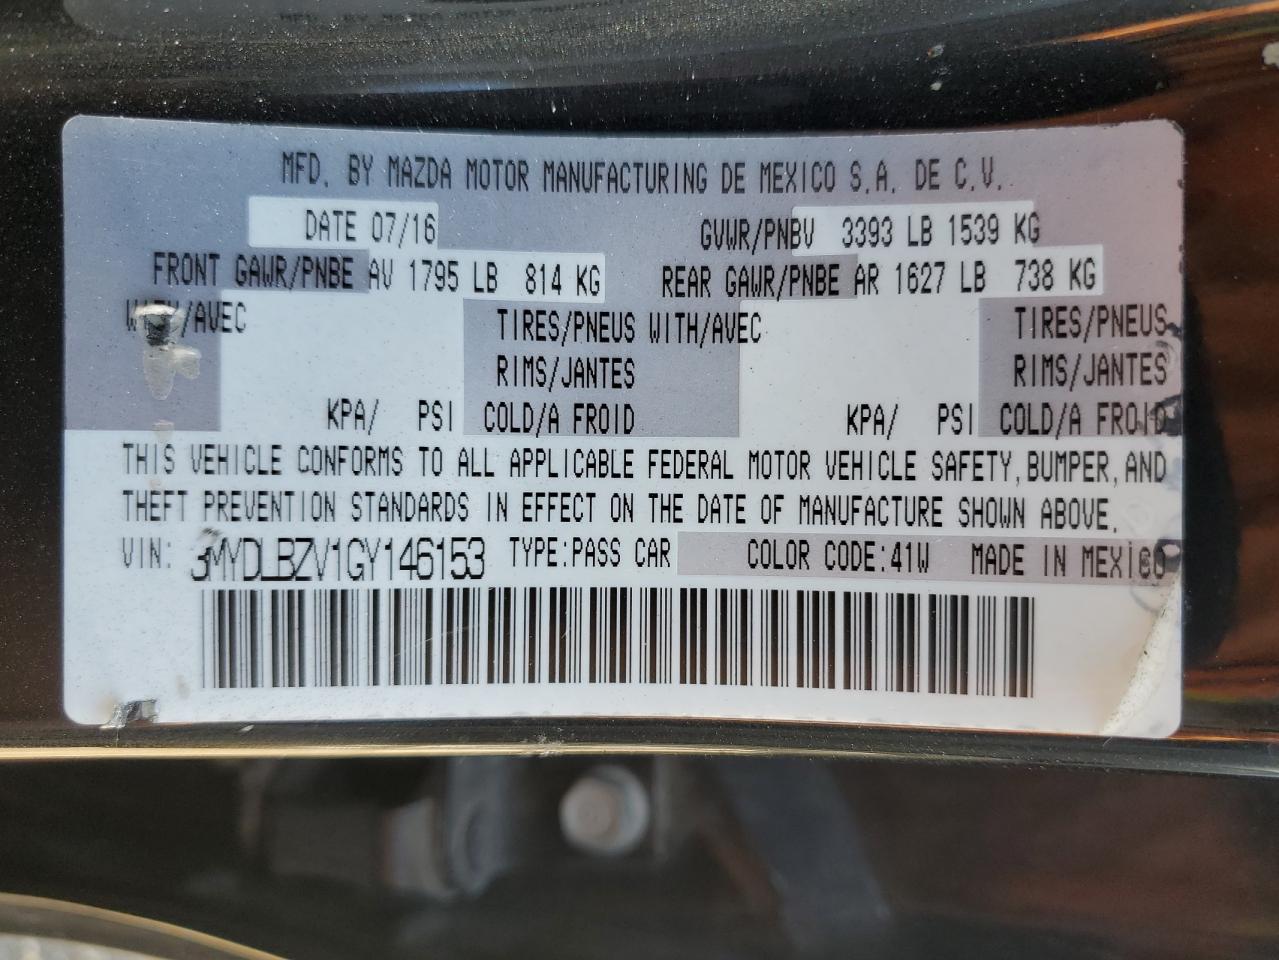 MFD. BY MAZDA MOTOR MANUFACTURING DE MEXICO S.A. DE C.V.
DATE 07/16 GVWR/PNBV 3393 LB 1539 KG
FRONT GAWR/PNBE AV 1795 LB 814 KG REAR GAWR/PNBE AR 1627 LB 738 KG
WITH/AVEC TIRES/PNEUS WITH/AVEC TIRES/PNEUS
RIMS/JANTES RIMS/JANTES
KPA/ PSI COLD/A FROID KPA/ PSI COLD/A FROID
THIS VEHICLE CONFORMS TO ALL APPLICABLE FEDERAL MOTOR VEHICLE SAFETY, BUMPER, AND
THEFT PREVENTION STANDARDS IN EFFECT ON THE DATE OF MANUFACTURE SHOWN ABOVE.
VIN: 3MYDLBZV1GY146153 TYPE:PASS CAR COLOR CODE:41W MADE IN MEXICO